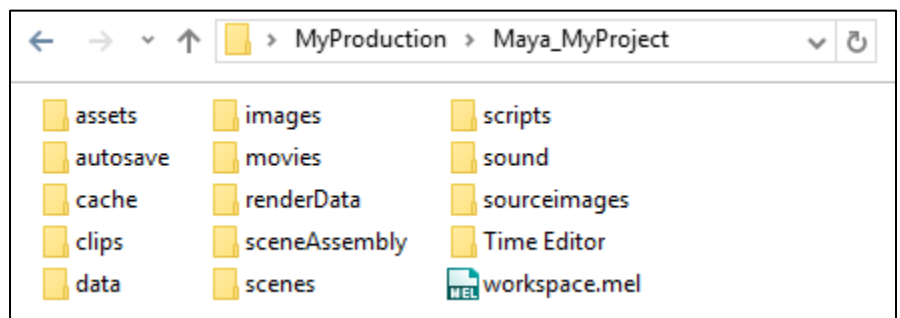 MyProduction > Maya_MyProject
assets
autosave
cache
clips
data
images
movies
renderData
sceneAssembly
scenes
scripts
sound
sourceimages
Time Editor
MEL workspace.mel